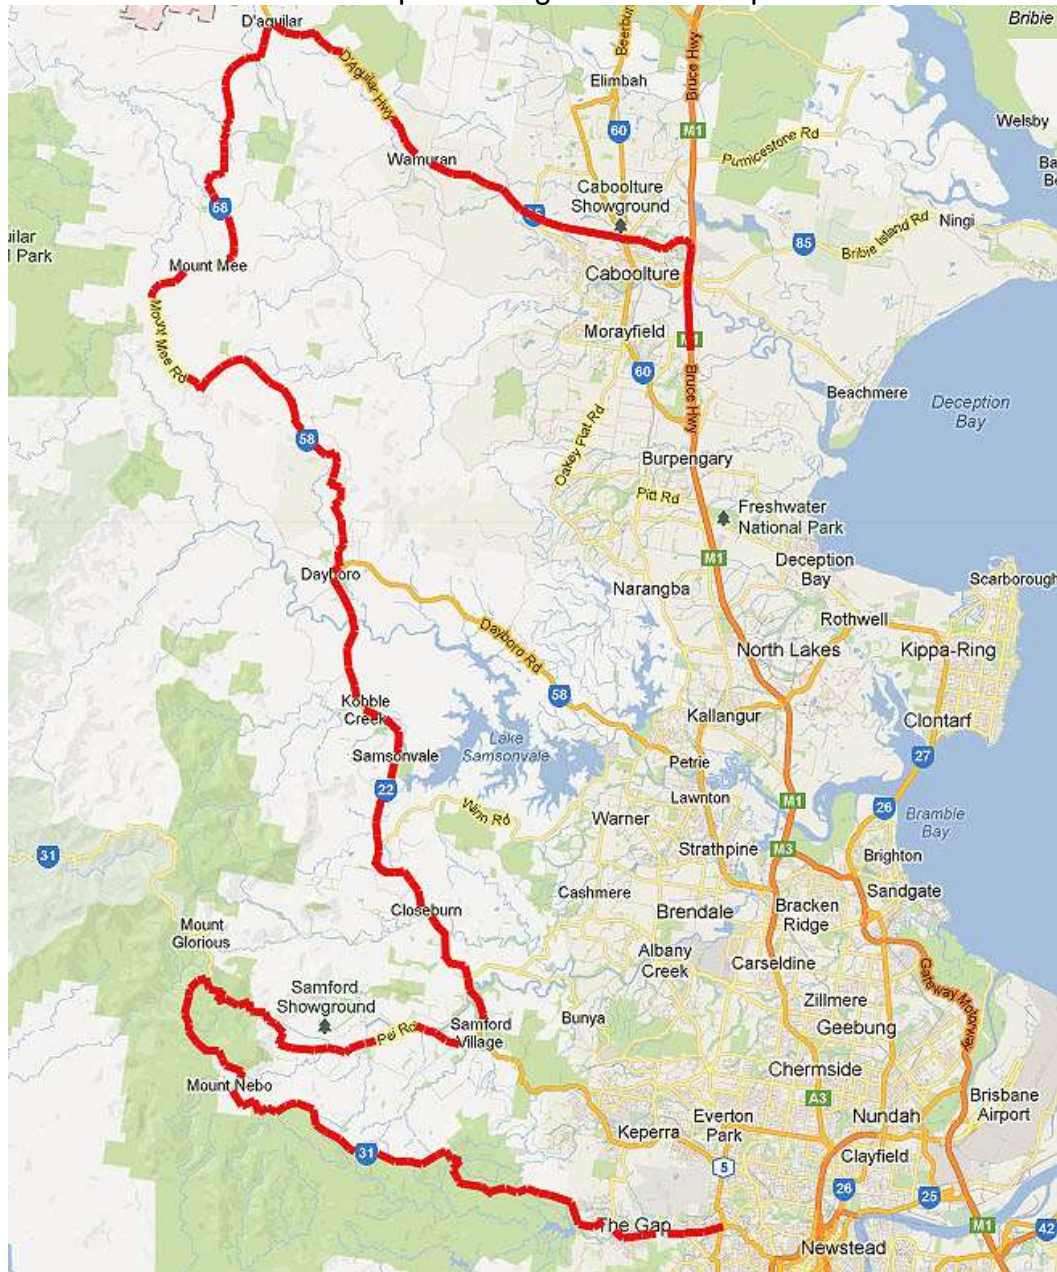 D'aguilar
Bribie
D'Aguilar Hwy
Beerbur
Bruce Hwy
Elimbah
60
M1
Welsby
Pumicestone Rd
Wamuran
Caboolture
Showground
58
Ningi
Bribie Island Rd
85
uilar
l Park
Mount Mee
Caboolture
Mount Mee Rd
Morayfield
60
Bruce Hwy
Beachmere
Deception
Bay
Oakey Flat Rd
58
Burpengary
Pitt Rd
Freshwater
National Park
M1
Deception
Bay
Dayboro
Narangba
Scarborough
Rothwell
Dayboro Rd
North Lakes
Kippa-Ring
58
Kobble
Creek
Kallangur
Clontarf
Lake
Samsonvale
Samsonvale
27
Petrie
22
Lawnton
M1
26
Winn Rd
Warner
Bramble
Bay
31
Strathpine
M3
Brighton
Sandgate
Cashmere
Closeburn
Brendale
Bracken
Ridge
Mount
Glorious
Albany
Creek
Carseldine
Gateway Motorway
Samford
Showground
Zillmere
Bunya
Geebung
Samford
Village
Chermside
Mount Nebo
A3
Brisbane
Airport
Everton
Park
Nundah
Keperra
31
Clayfield
5
26
25
The Gap
M1
42
Newstead